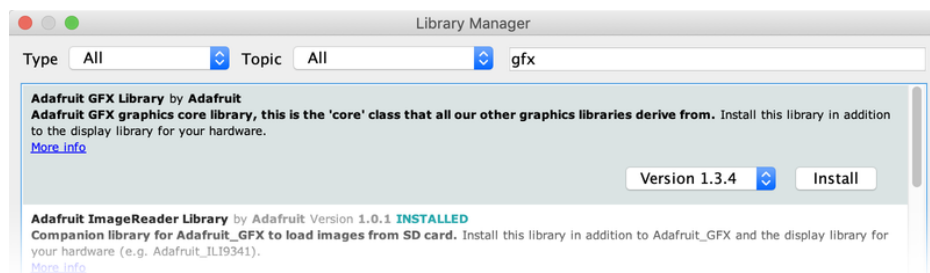 Library Manager
Type All Topic All gfx
Adafruit GFX Library by Adafruit
Adafruit GFX graphics core library, this is the 'core' class that all our other graphics libraries derive from. Install this library in addition
to the display library for your hardware.
More info
Version 1.3.4 Install
Adafruit ImageReader Library by Adafruit Version 1.0.1 INSTALLED
Companion library for Adafruit_GFX to load images from SD card. Install this library in addition to Adafruit_GFX and the display library for
your hardware (e.g. Adafruit_ILI9341).
More info